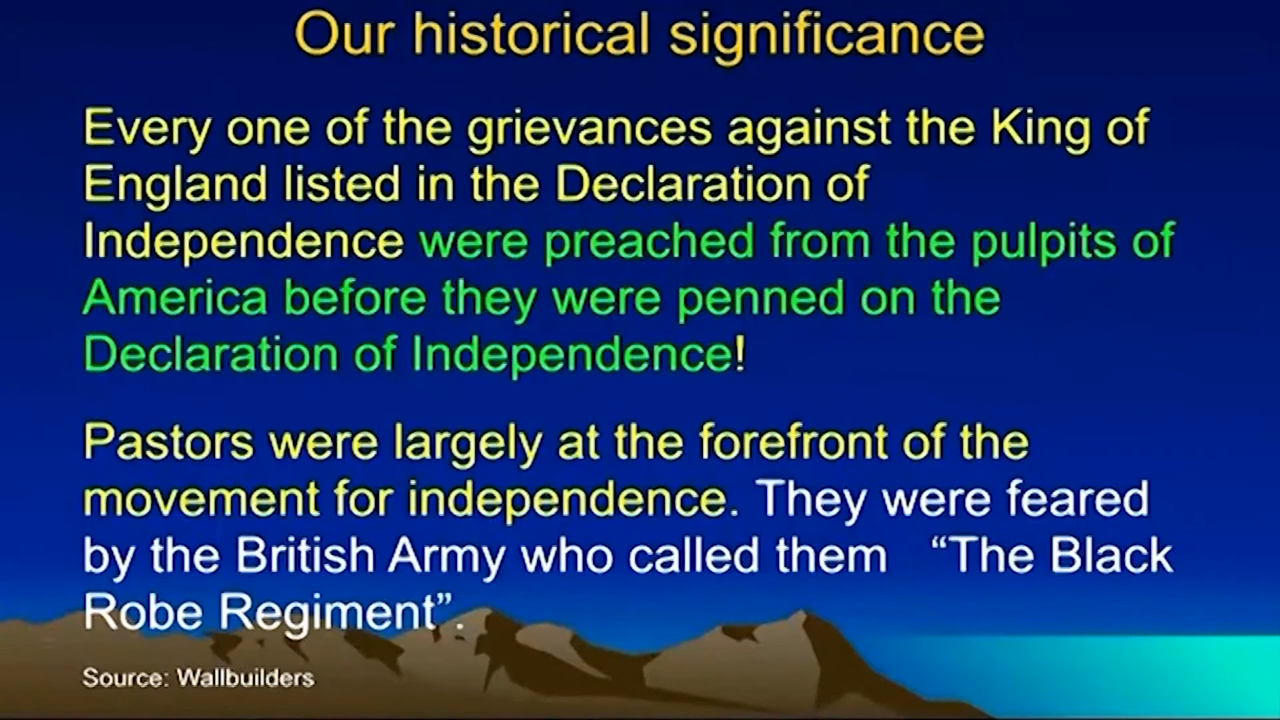 Our historical significance
Every one of the grievances against the King of
England listed in the Declaration of
Independence were preached from the pulpits of
America before they were penned on the
Declaration of Independence!
Pastors were largely at the forefront of the
movement for independence. They were feared
by the British Army who called them “The Black
Robe Regiment”.
Source: Wallbuilders